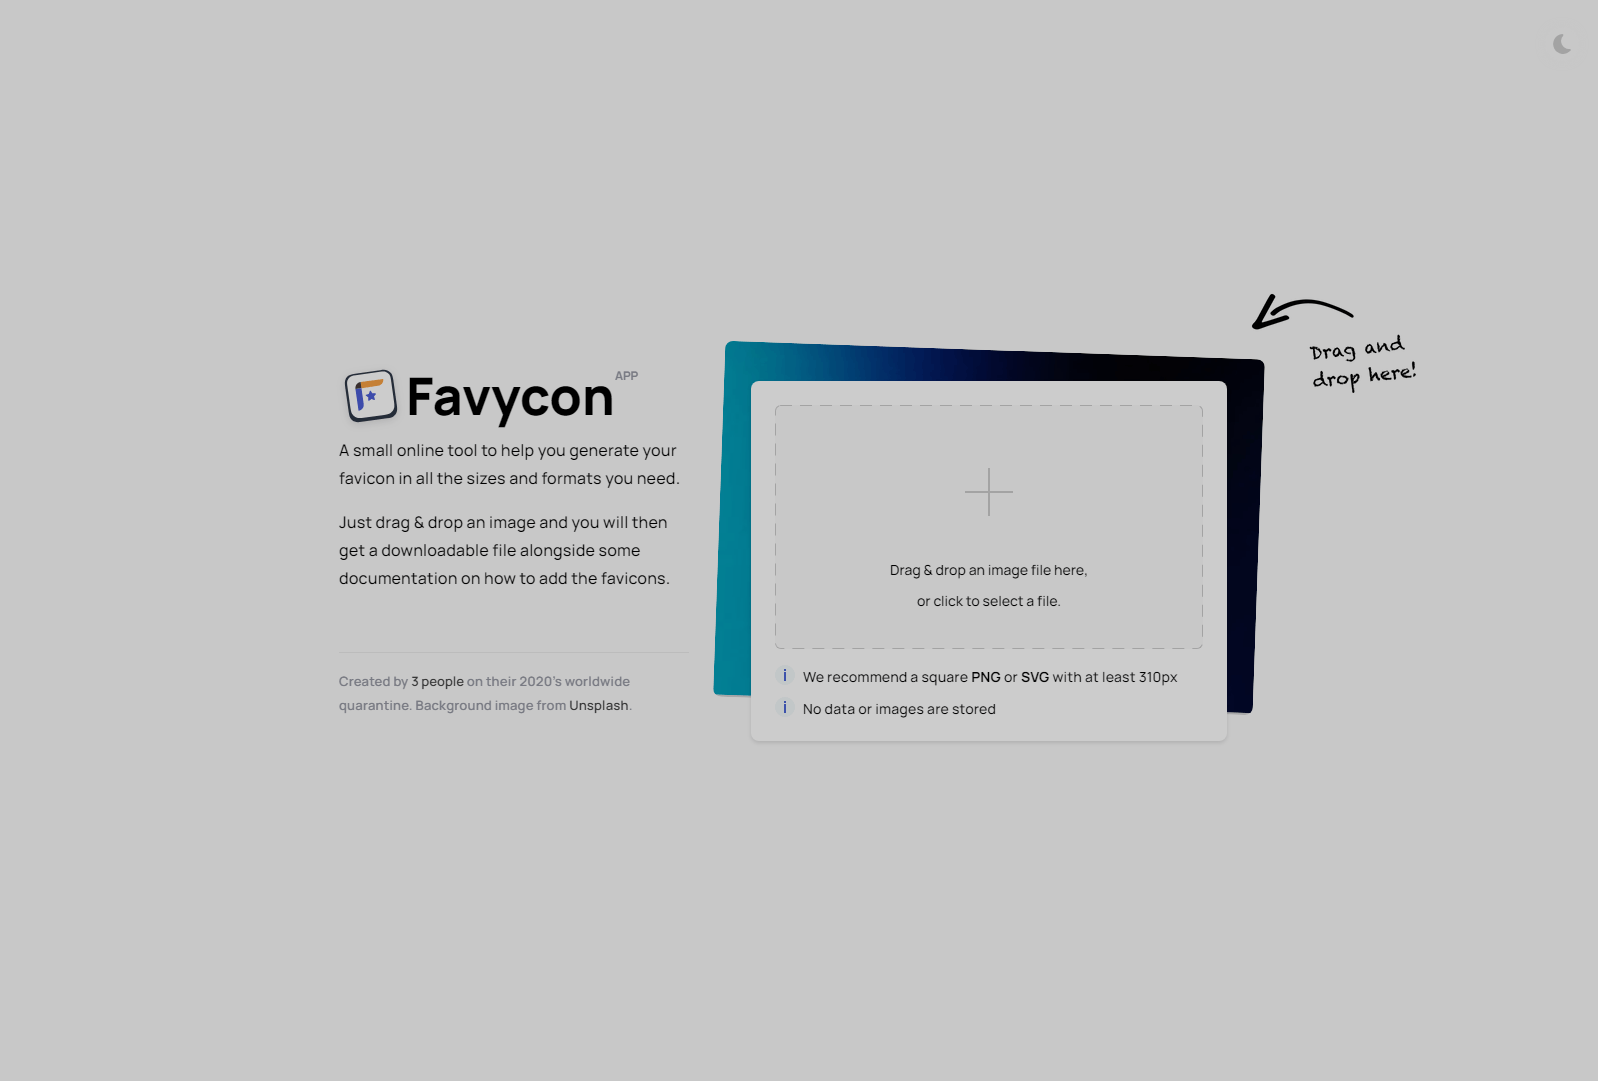 Favycon APP
A small online tool to help you generate your
favicon in all the sizes and formats you need.
Just drag & drop an image and you will then
get a downloadable file alongside some
documentation on how to add the favicons.
Created by 3 people on their 2020's worldwide
quarantine. Background image from Unsplash.
Drag and
drop here!
Drag & drop an image file here,
or click to select a file.
i We recommend a square PNG or SVG with at least 310px
i No data or images are stored